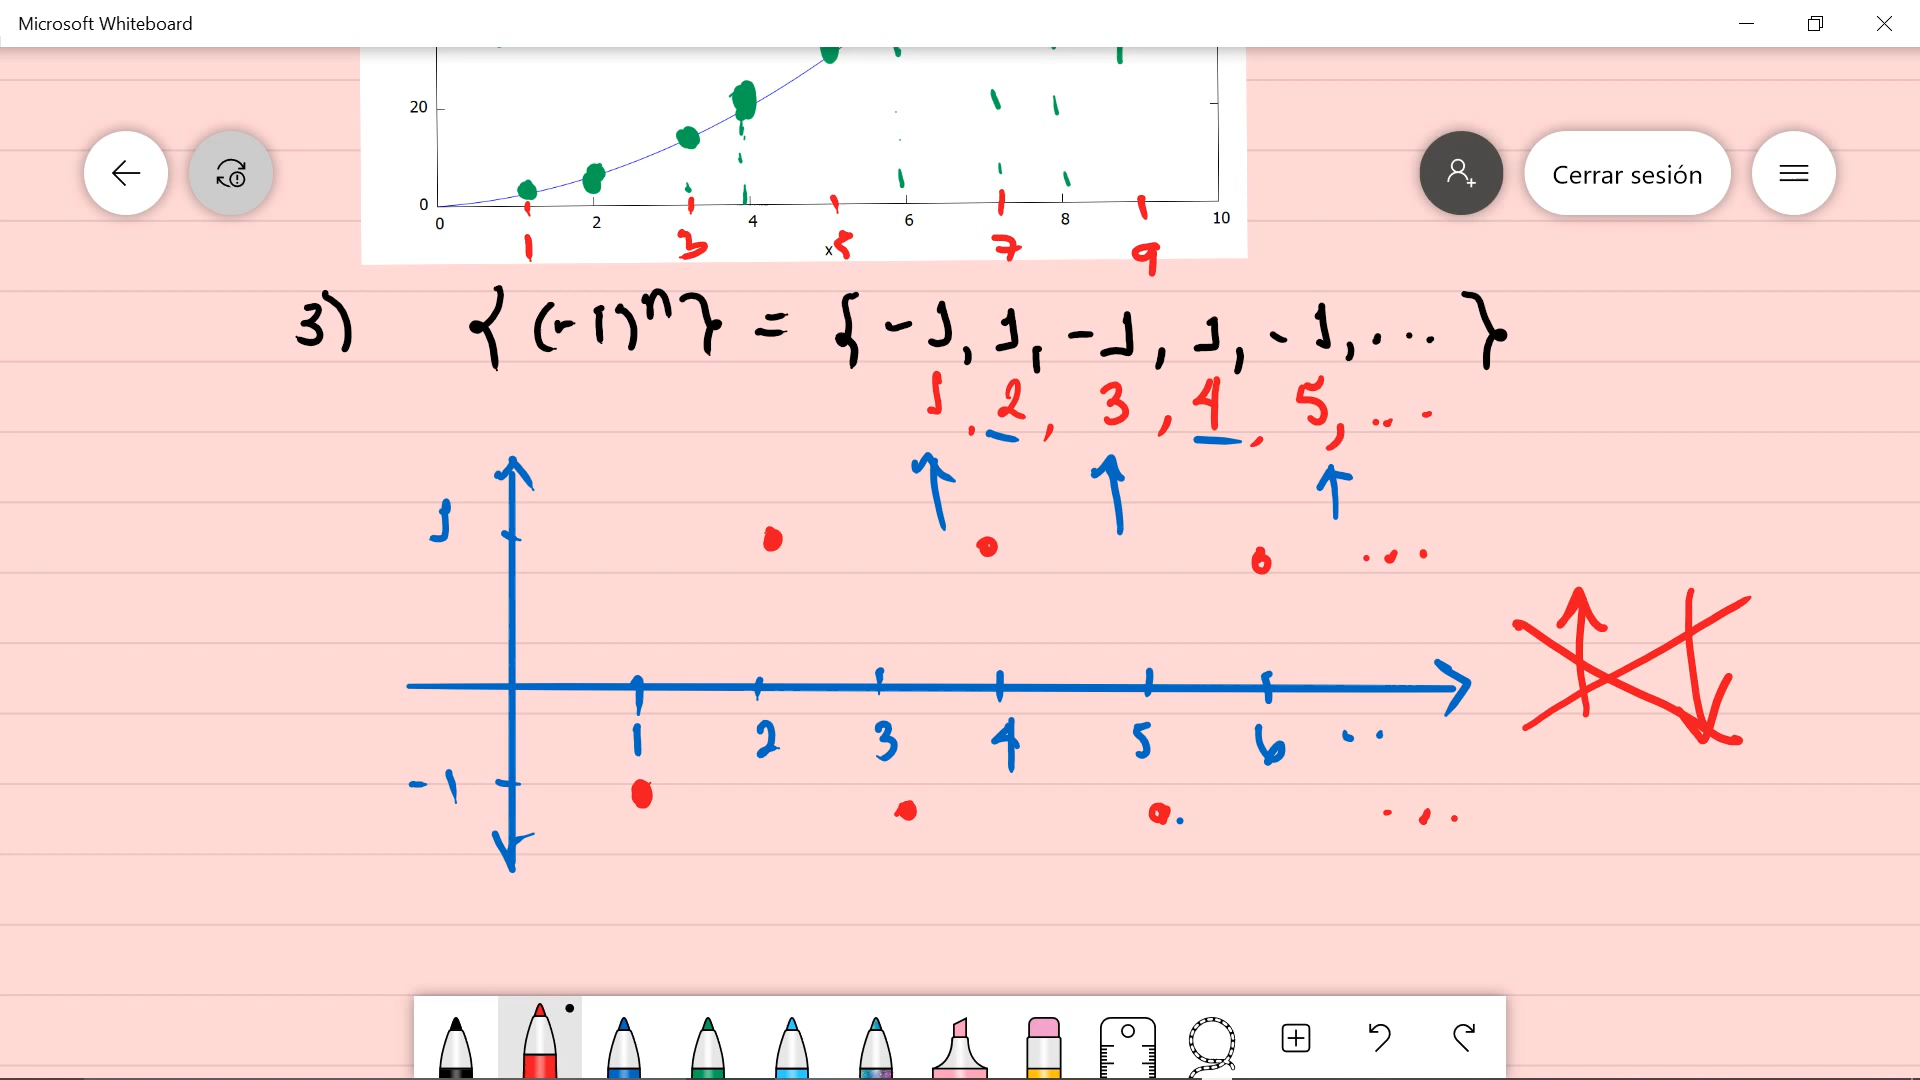 Microsoft Whiteboard
20
Cerrar sesión
0
0 2 4 6 8 10
x
1 3 5 7 9
3) {(-1)ⁿ} = {-1, 1, -1, 1, -1, ... }
1, 2, 3, 4, 5, ...
1
...
1 2 3 4 5 6 ..
-1
...